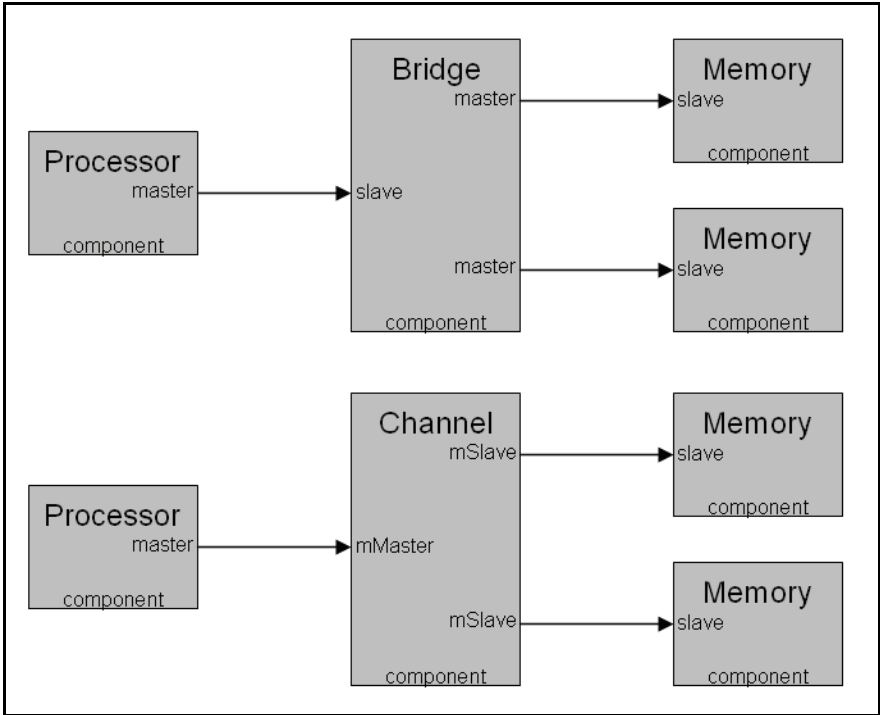 Bridge
master
Memory
slave
component
Processor
master
component
slave
master
component
Memory
slave
component
Channel
mSlave
Memory
slave
component
Processor
master
component
mMaster
mSlave
component
Memory
slave
component